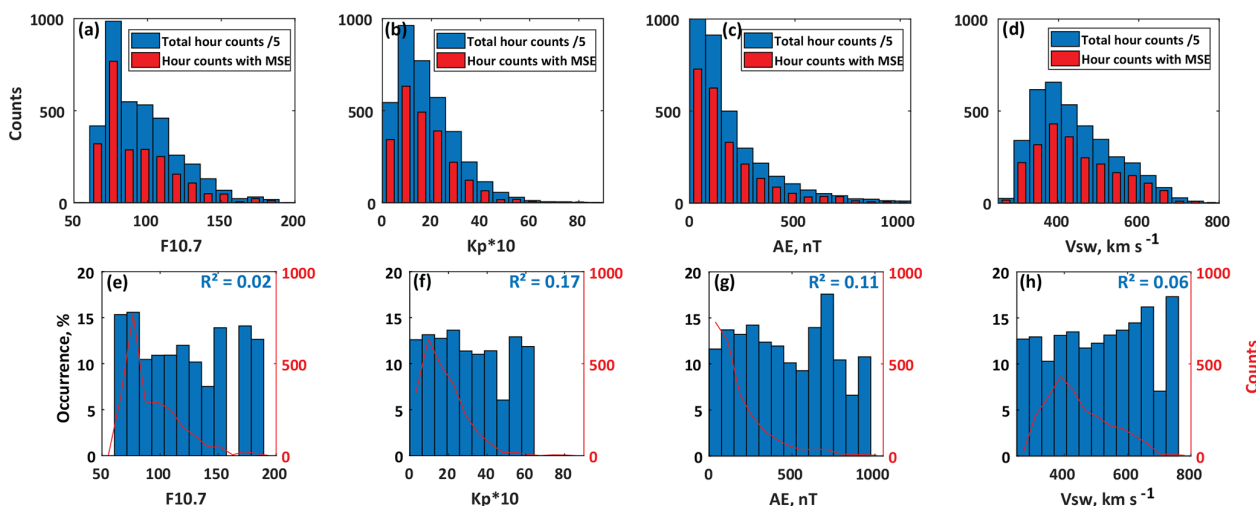 (a)
Total hour counts /5
Hour counts with MSE
(b)
Total hour counts /5
Hour counts with MSE
(c)
Total hour counts /5
Hour counts with MSE
(d)
Total hour counts /5
Hour counts with MSE
Counts
1000
500
0
50 100 150 200
F10.7
1000
500
0
0 20 40 60 80
Kp*10
1000
500
0
0 500 1000
AE, nT
1000
500
0
400 600 800
Vsw, km s⁻¹
(e)
R² = 0.02
Occurrence, %
20
15
10
5
0
1000
500
0
50 100 150 200
F10.7
(f)
R² = 0.17
20
15
10
5
0
1000
500
0
0 20 40 60 80
Kp*10
(g)
R² = 0.11
20
15
10
5
0
1000
500
0
0 500 1000
AE, nT
(h)
R² = 0.06
20
15
10
5
0
1000
500
0
400 600 800
Vsw, km s⁻¹
Counts